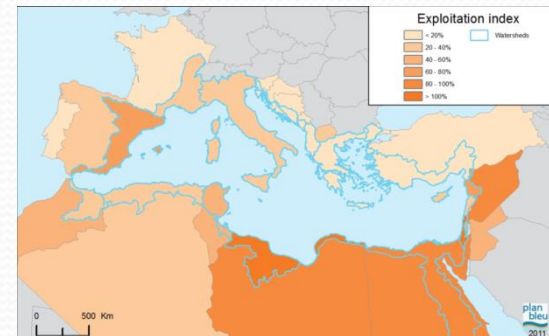 Exploitation index
< 20%
Watersheds
20 - 40%
40 - 60%
60 - 80%
80 - 100%
> 100%
0 500 Km
plan
bleu
2011